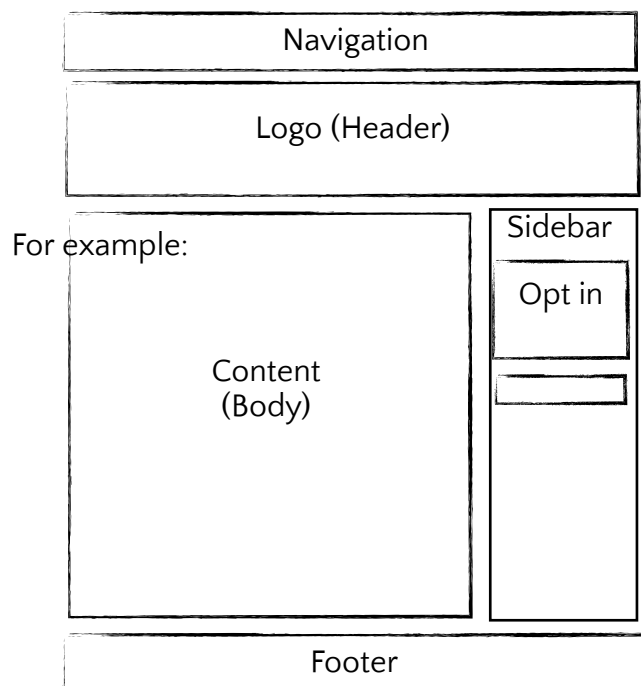 Navigation
Logo (Header)
Sidebar
For example:
Opt in
Content
(Body)
Footer